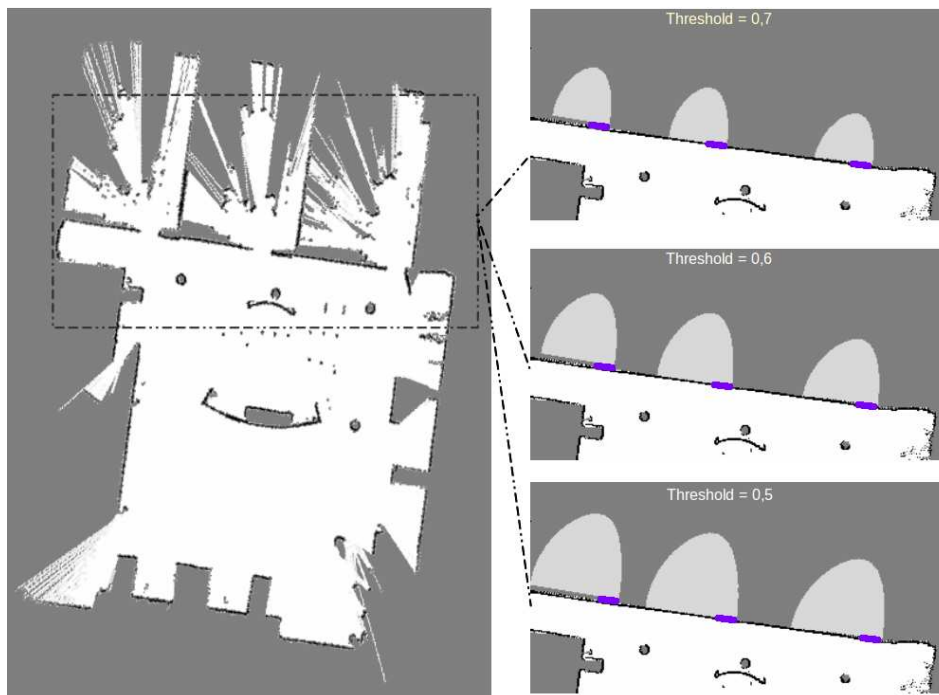 Threshold = 0,7
Threshold = 0,6
Threshold = 0,5